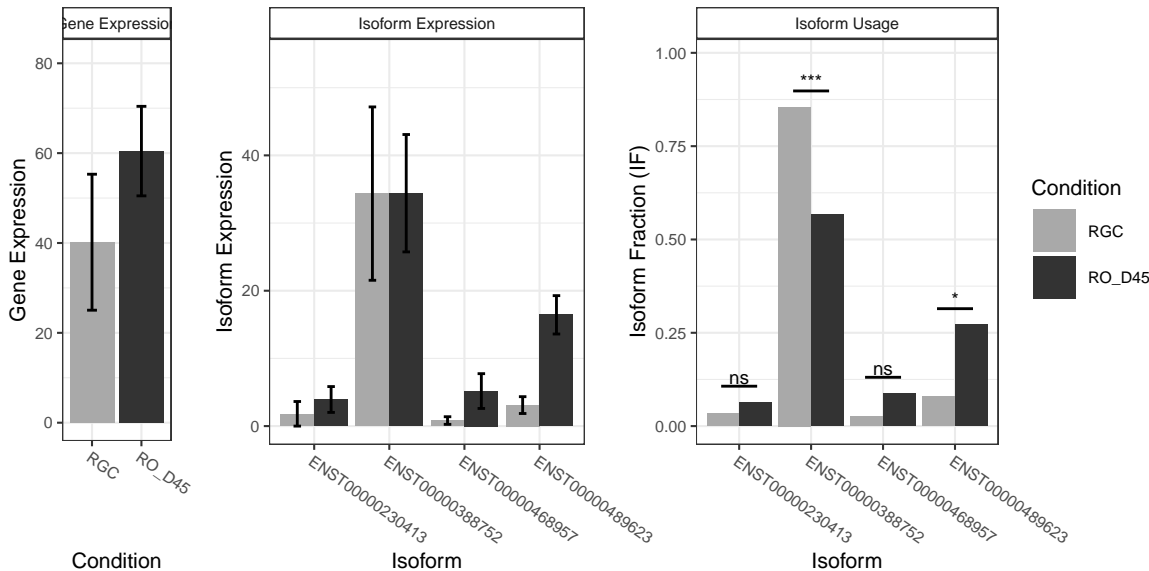 Gene Expression
Isoform Expression
Isoform Usage
Gene Expression
80
60
40
20
0
RGC
RO_D45
Condition
Isoform Expression
40
20
0
ENST00000230413
ENST00000388752
ENST00000468957
ENST00000489623
Isoform
Isoform Fraction (IF)
1.00
0.75
0.50
0.25
0.00
ns
***
ns
*
ENST00000230413
ENST00000388752
ENST00000468957
ENST00000489623
Isoform
Condition
RGC
RO_D45